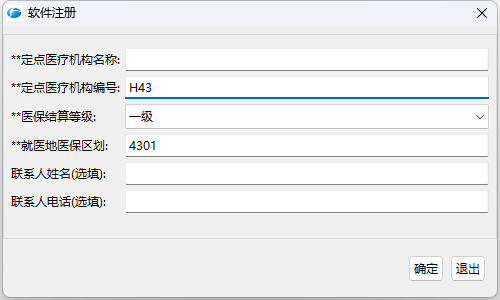 软件注册
**定点医疗机构名称:
**定点医疗机构编号: H43
**医保结算等级: 一级
**就医地医保区划: 4301
联系人姓名(选填):
联系人电话(选填):
确定 退出